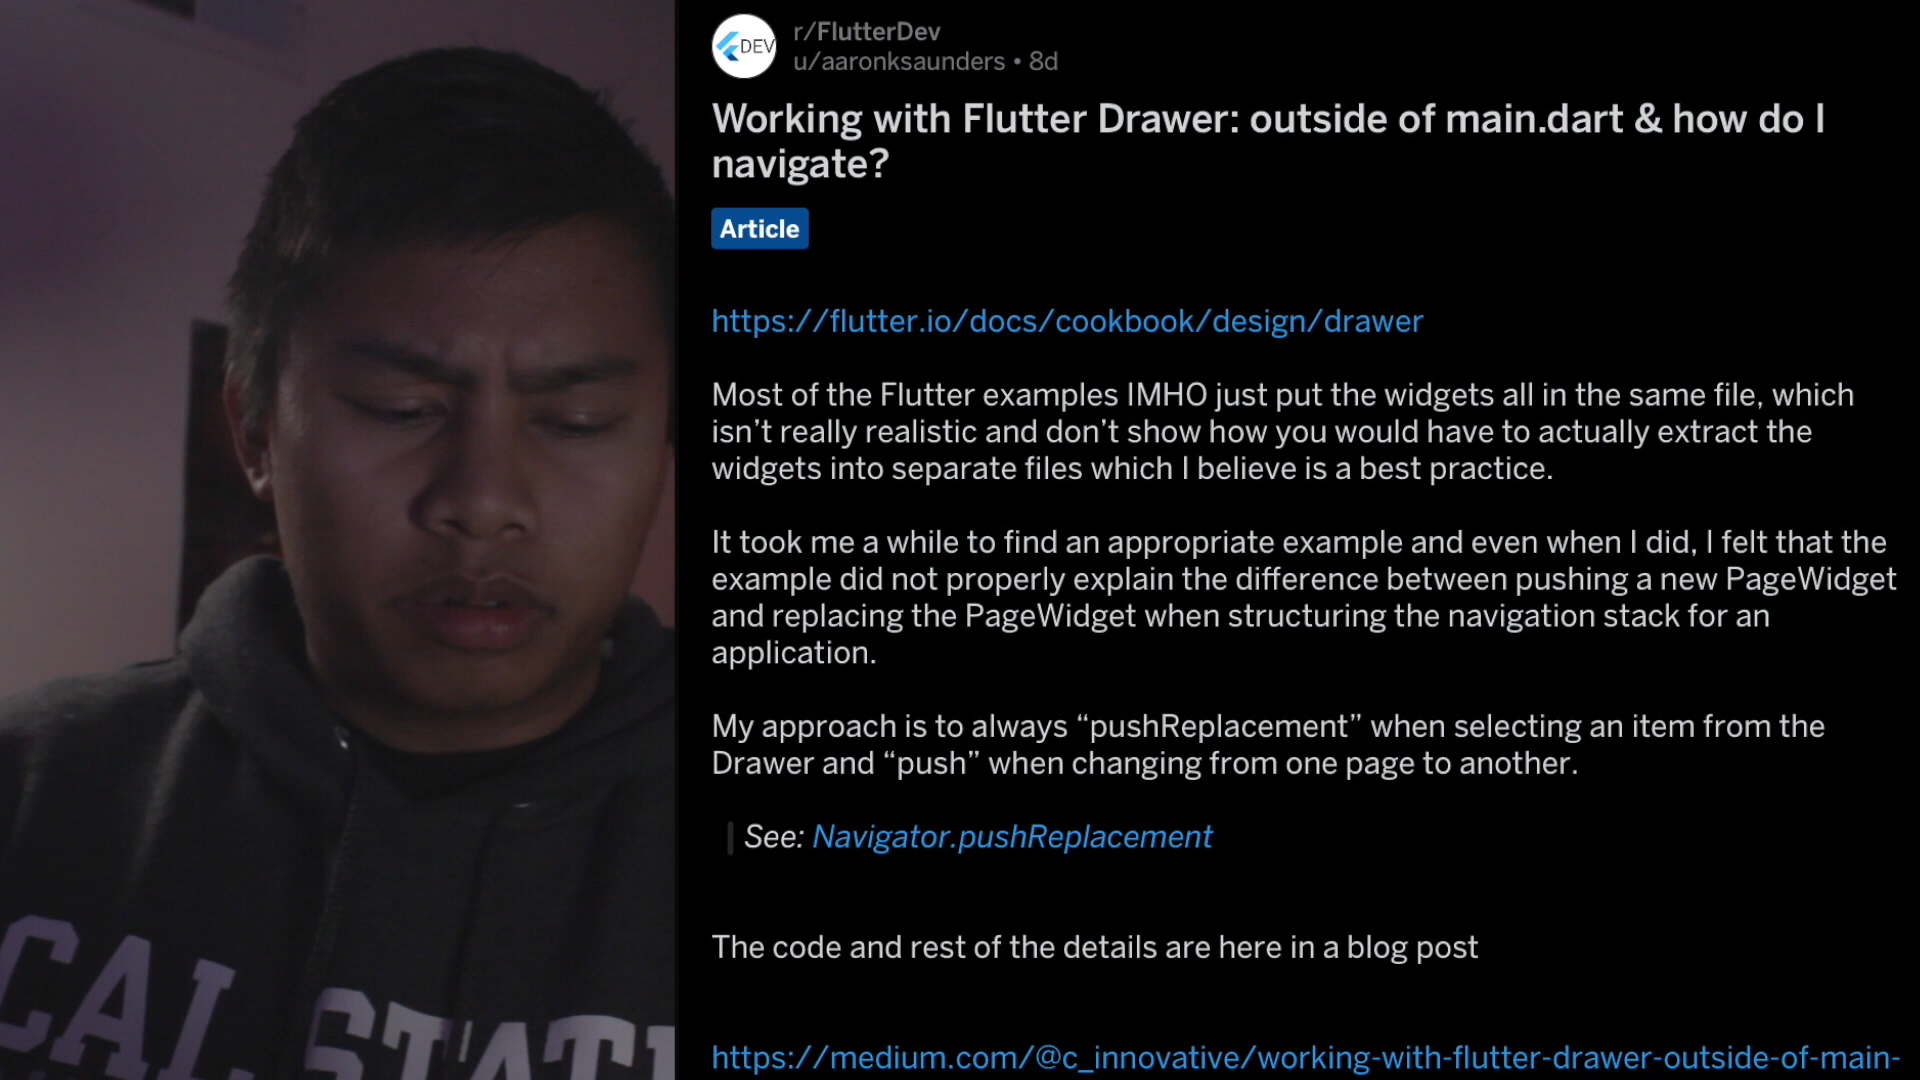 DEV
r/FlutterDev
u/aaronksaunders • 8d
Working with Flutter Drawer: outside of main.dart & how do I
navigate?
Article
https://flutter.io/docs/cookbook/design/drawer
Most of the Flutter examples IMHO just put the widgets all in the same file, which
isn’t really realistic and don’t show how you would have to actually extract the
widgets into separate files which I believe is a best practice.
It took me a while to find an appropriate example and even when I did, I felt that the
example did not properly explain the difference between pushing a new PageWidget
and replacing the PageWidget when structuring the navigation stack for an
application.
My approach is to always “pushReplacement” when selecting an item from the
Drawer and “push” when changing from one page to another.
See: Navigator.pushReplacement
The code and rest of the details are here in a blog post
https://medium.com/@c_innovative/working-with-flutter-drawer-outside-of-main-
CAL STAT